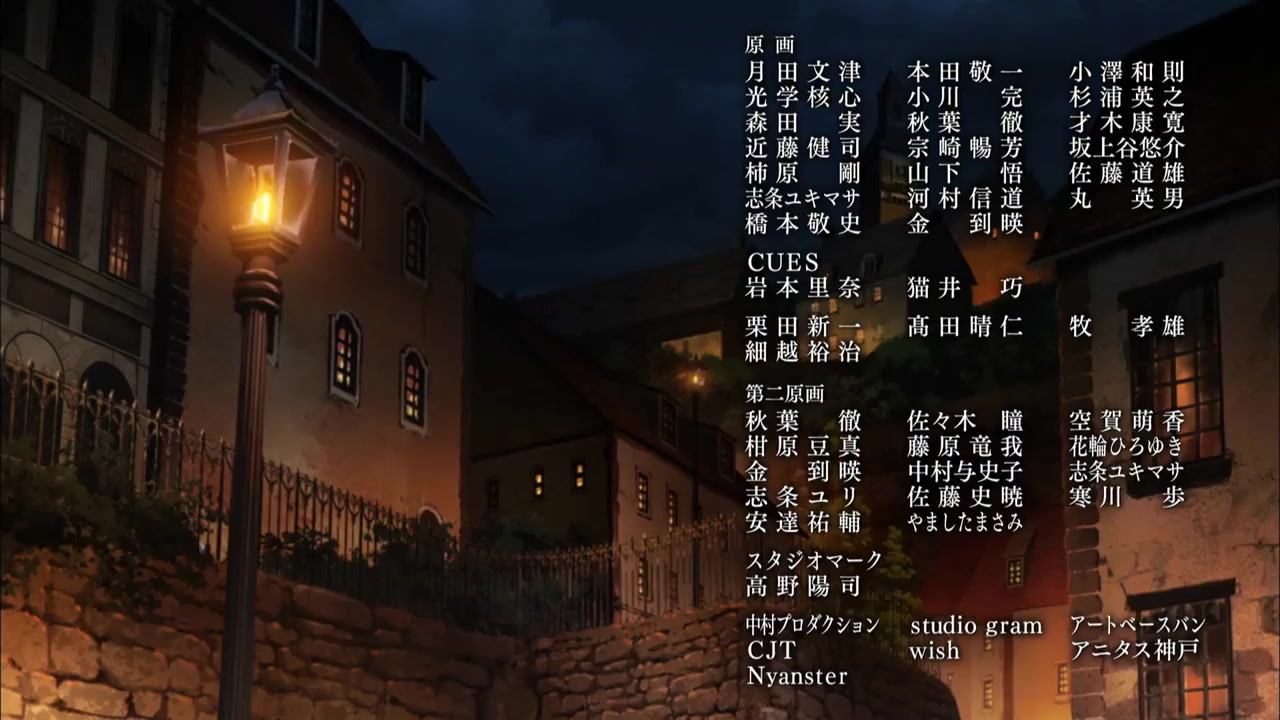 原画
月田文津 本田敬一 小澤和則
光学核心 小川完 杉浦英之
森田実 秋葉徹 才木康寛
近藤健司 宗崎暢芳 坂上谷悠介
柿原剛 山下悟 佐藤道雄
志条ユキマサ 河村信道 丸英男
橋本敬史 金到暎
CUES
岩本里奈 猫井巧
栗田新一 髙田晴仁 牧孝雄
細越裕治
第二原画
秋葉徹 佐々木瞳 空賀萌香
柑原豆真 藤原竜我 花輪ひろゆき
金到暎 中村与史子 志条ユキマサ
志条ユリ 佐藤史暁 寒川歩
安達祐輔 やましたまさみ
スタジオマーク
高野陽司
中村プロダクション studio gram アートベースバン
CJT wish アニタス神戸
Nyanster